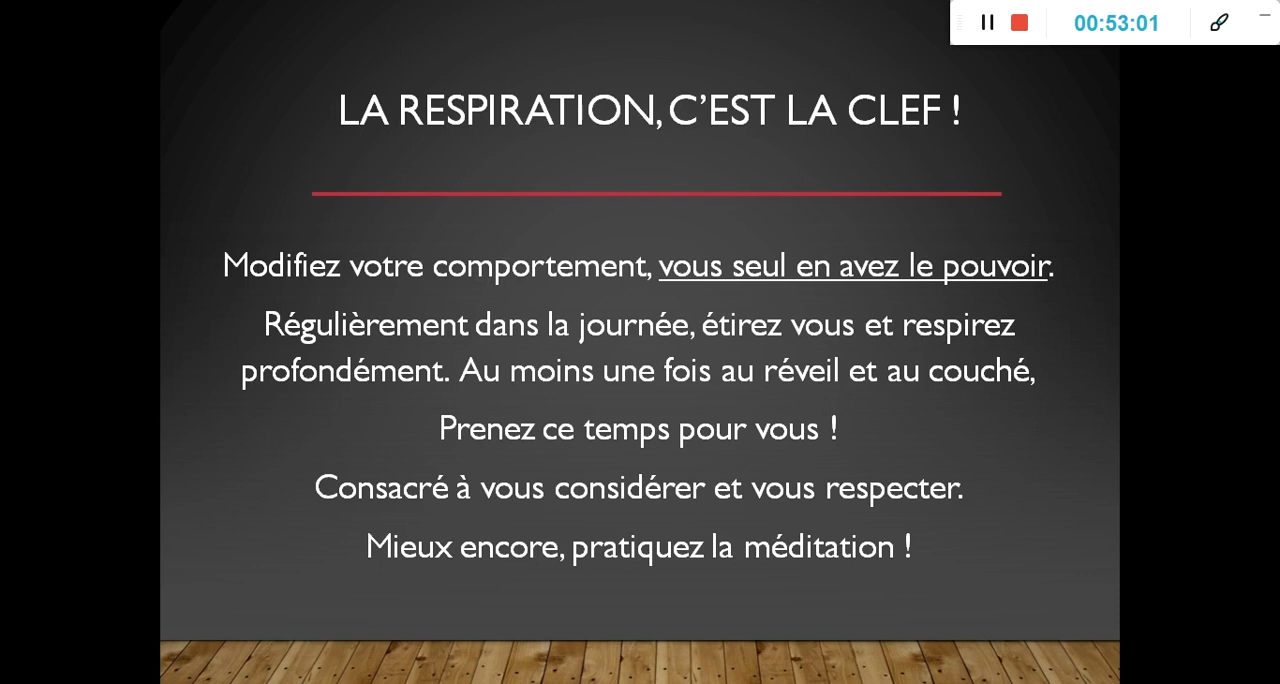 00:53:01
LA RESPIRATION, C’EST LA CLEF !
Modifiez votre comportement, vous seul en avez le pouvoir.
Régulièrement dans la journée, étirez vous et respirez
profondément. Au moins une fois au réveil et au couché,
Prenez ce temps pour vous !
Consacré à vous considérer et vous respecter.
Mieux encore, pratiquez la méditation !